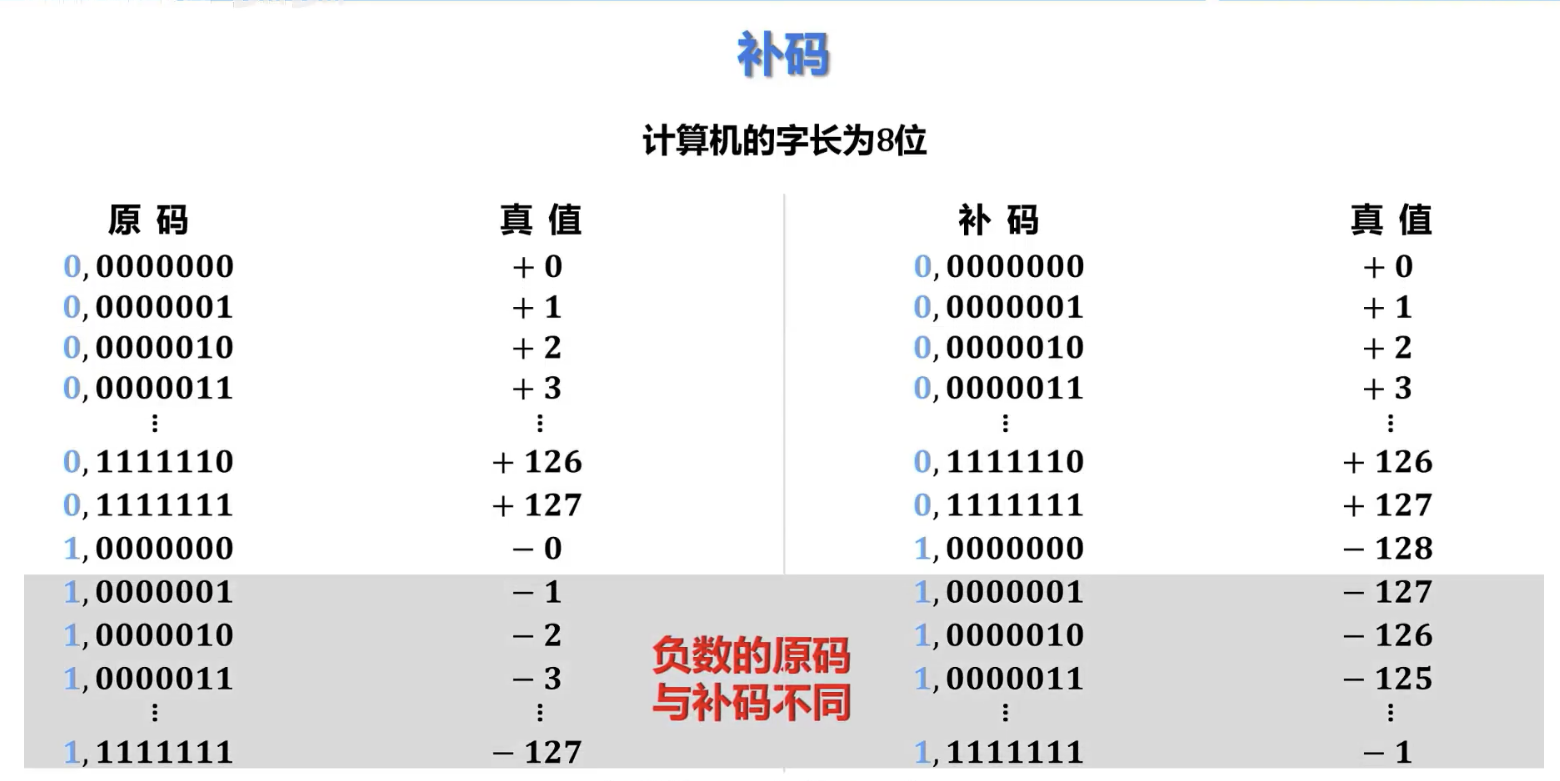 补码
计算机的字长为8位
原 码 真 值 补 码 真 值
0,0000000 +0 0,0000000 +0
0,0000001 +1 0,0000001 +1
0,0000010 +2 0,0000010 +2
0,0000011 +3 0,0000011 +3
⋮ ⋮ ⋮ ⋮
0,1111110 +126 0,1111110 +126
0,1111111 +127 0,1111111 +127
1,0000000 −0 1,0000000 −128
1,0000001 −1 1,0000001 −127
1,0000010 −2 1,0000010 −126
1,0000011 −3 1,0000011 −125
⋮ ⋮ ⋮ ⋮
1,1111111 −127 1,1111111 −1
负数的原码
与补码不同